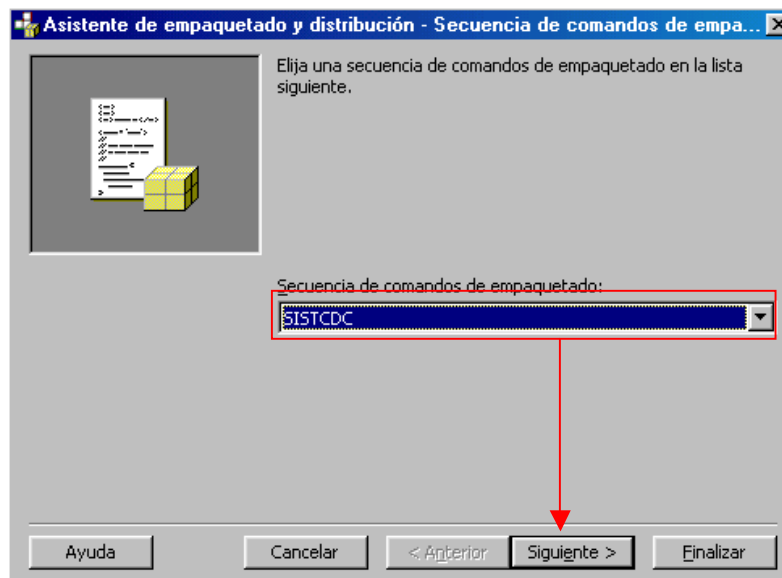 Asistente de empaquetado y distribución - Secuencia de comandos de empa...
Elija una secuencia de comandos de empaquetado en la lista
siguiente.
Secuencia de comandos de empaquetado:
SISTCDC
Ayuda
Cancelar
< Anterior
Siguiente >
Finalizar